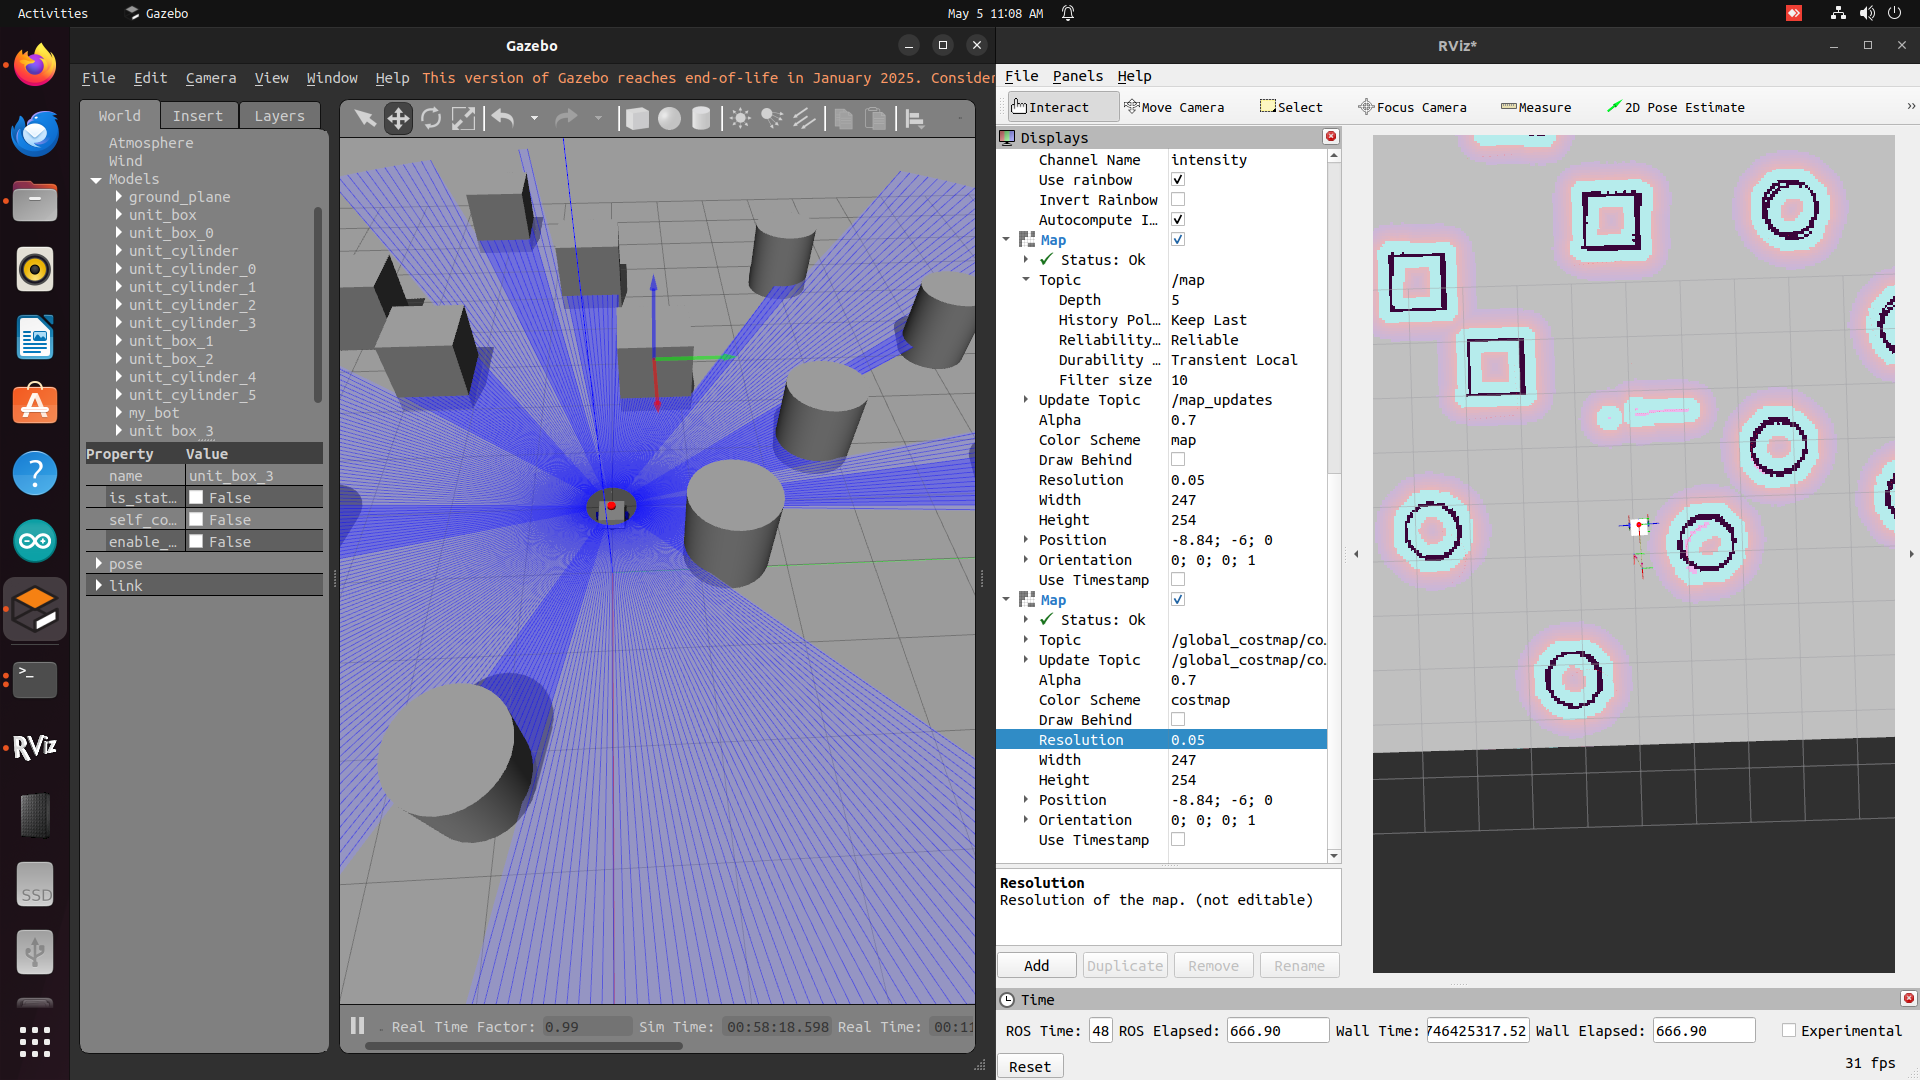 Activities
Gazebo
May 5 11:08 AM
Gazebo
File Edit Camera View Window Help This version of Gazebo reaches end-of-life in January 2025. Consider
World Insert Layers
Atmosphere
Wind
Models
ground_plane
unit_box
unit_box_0
unit_cylinder
unit_cylinder_0
unit_cylinder_1
unit_cylinder_2
unit_cylinder_3
unit_box_1
unit_box_2
unit_cylinder_4
unit_cylinder_5
my_bot
unit_box_3
Property Value
name unit_box_3
is_stat... False
self_co... False
enable_... False
pose
link
Real Time Factor: 0.99 Sim Time: 00:58:18.598 Real Time: 00:11
>_
RViz
SSD
RViz*
File Panels Help
Interact Move Camera Select Focus Camera Measure 2D Pose Estimate »
Displays
Channel Name intensity
Use rainbow
Invert Rainbow
Autocompute I...
Map
Status: Ok
Topic /map
Depth 5
History Pol... Keep Last
Reliability... Reliable
Durability ... Transient Local
Filter size 10
Update Topic /map_updates
Alpha 0.7
Color Scheme map
Draw Behind
Resolution 0.05
Width 247
Height 254
Position -8.84; -6; 0
Orientation 0; 0; 0; 1
Use Timestamp
Map
Status: Ok
Topic /global_costmap/co.
Update Topic /global_costmap/co.
Alpha 0.7
Color Scheme costmap
Draw Behind
Resolution 0.05
Width 247
Height 254
Position -8.84; -6; 0
Orientation 0; 0; 0; 1
Use Timestamp
Resolution
Resolution of the map. (not editable)
Add Duplicate Remove Rename
Time
ROS Time: 48 ROS Elapsed: 666.90 Wall Time: 746425317.52 Wall Elapsed: 666.90 Experimental
Reset
31 fps